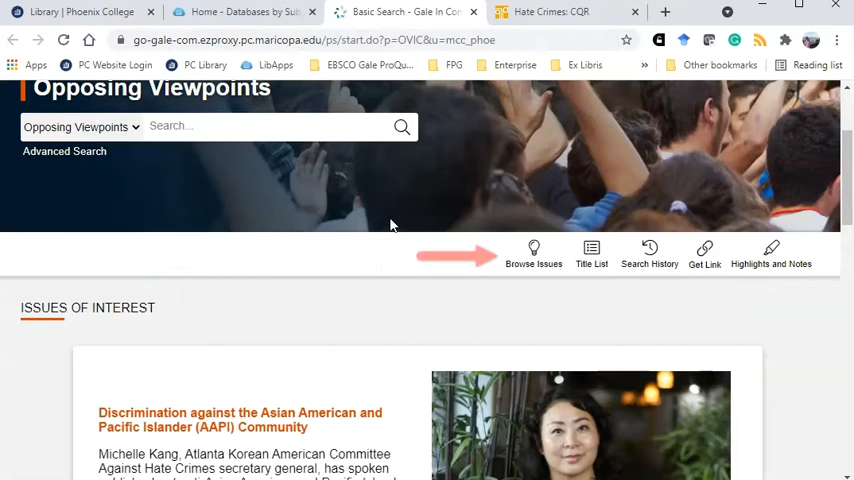 Library | Phoenix College
Home - Databases by Sub
Basic Search - Gale In Con
Hate Crimes: CQR
go-gale-com.ezproxy.pc.maricopa.edu/ps/start.do?p=OVIC&u=mcc_phoe
Apps
PC Website Login
PC Library
LibApps
EBSCO Gale ProQu...
FPG
Enterprise
Ex Libris
»
Other bookmarks
Reading list
Opposing Viewpoints
Opposing Viewpoints
Search...
Advanced Search
Browse Issues
Title List
Search History
Get Link
Highlights and Notes
ISSUES OF INTEREST
Discrimination against the Asian American and
Pacific Islander (AAPI) Community
Michelle Kang, Atlanta Korean American Committee
Against Hate Crimes secretary general, has spoken